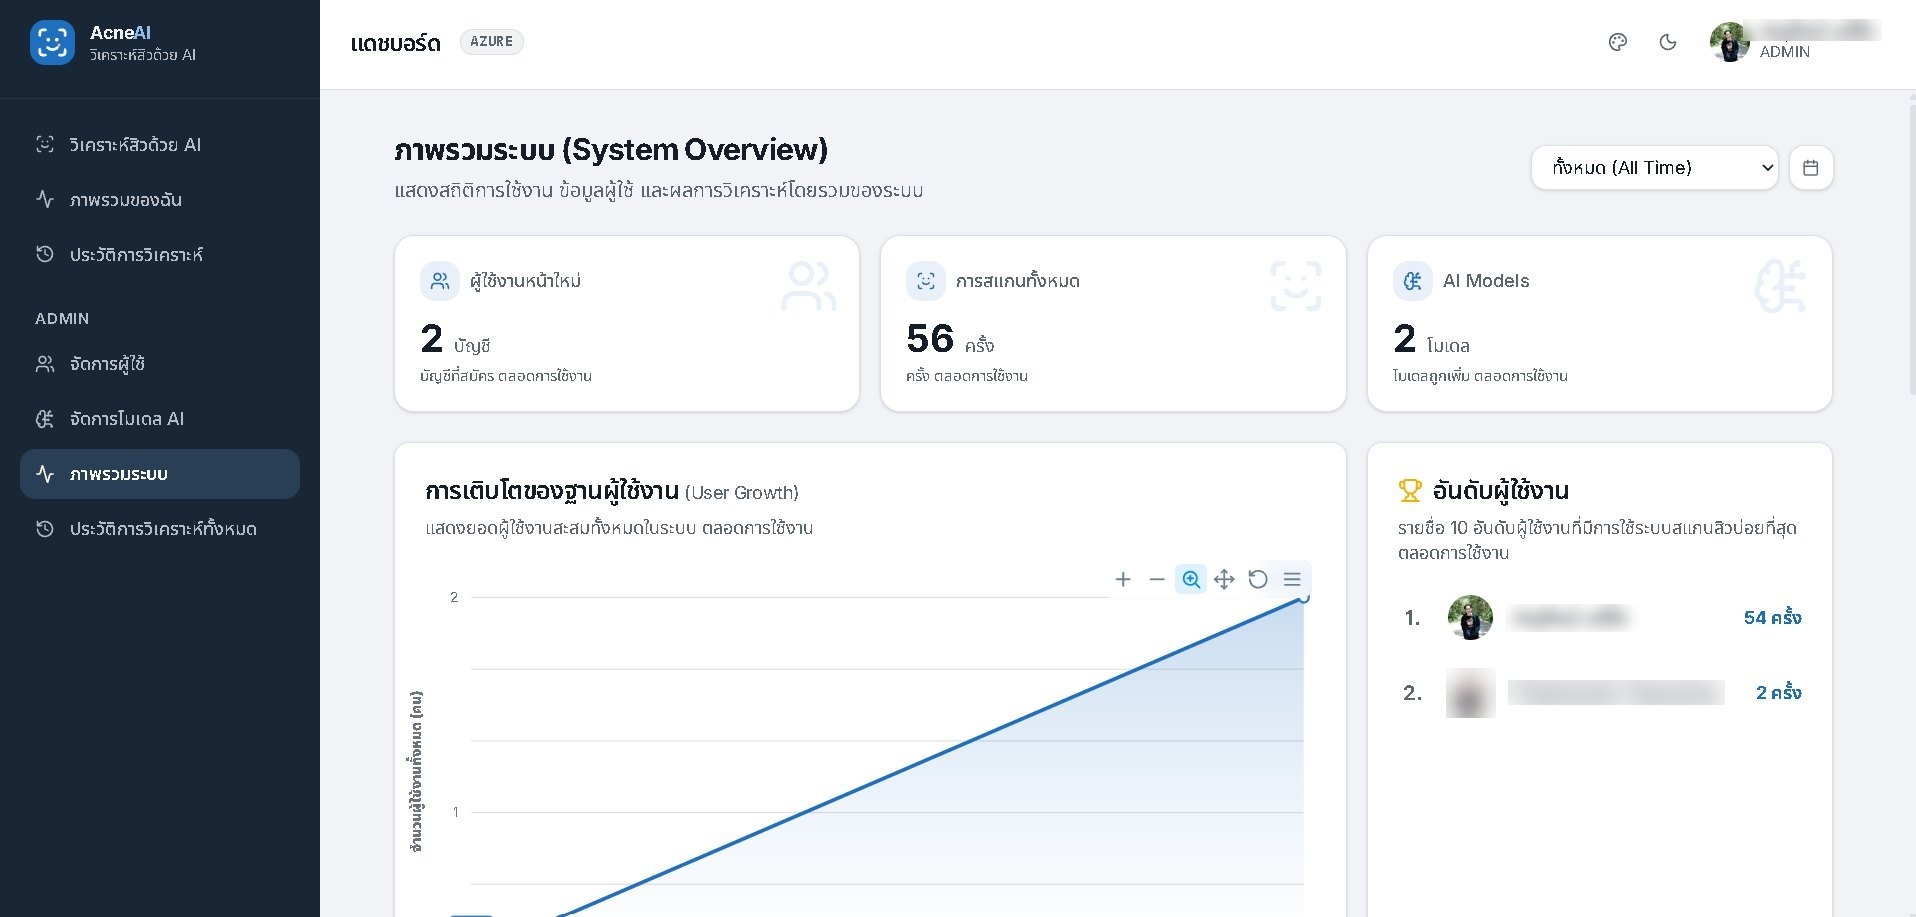 AcneAI
วิเคราะห์สิวด้วย AI
วิเคราะห์สิวด้วย AI
ภาพรวมของฉัน
ประวัติการวิเคราะห์
ADMIN
จัดการผู้ใช้
จัดการโมเดล AI
ภาพรวมระบบ
ประวัติการวิเคราะห์ทั้งหมด
แดชบอร์ด AZURE
ADMIN
ภาพรวมระบบ (System Overview)
แสดงสถิติการใช้งาน ข้อมูลผู้ใช้ และผลการวิเคราะห์โดยรวมของระบบ
ทั้งหมด (All Time)
ผู้ใช้งานหน้าใหม่
2 บัญชี
บัญชีที่สมัคร ตลอดการใช้งาน
การสแกนทั้งหมด
56 ครั้ง
ครั้ง ตลอดการใช้งาน
AI Models
2 โมเดล
โมเดลถูกเพิ่ม ตลอดการใช้งาน
การเติบโตของฐานผู้ใช้งาน (User Growth)
แสดงยอดผู้ใช้งานสะสมทั้งหมดในระบบ ตลอดการใช้งาน
2
1
จำนวนผู้ใช้งานทั้งหมด (คน)
อันดับผู้ใช้งาน
รายชื่อ 10 อันดับผู้ใช้งานที่มีการใช้ระบบสแกนสิวบ่อยที่สุด
ตลอดการใช้งาน
1. 54 ครั้ง
2. 2 ครั้ง